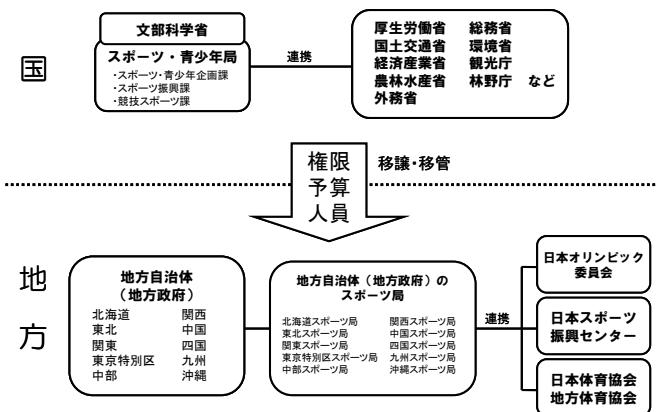 国
文部科学省
スポーツ・青少年局
・スポーツ・青少年企画課
・スポーツ振興課
・競技スポーツ課
連携
厚生労働省　総務省
国土交通省　環境省
経済産業省　観光庁
農林水産省　林野庁　など
外務省
権限
予算
人員
移譲・移管
地方
地方自治体
（地方政府）
北海道　関西
東北　中国
関東　四国
東京特別区　九州
中部　沖縄
地方自治体（地方政府）の
スポーツ局
北海道スポーツ局　関西スポーツ局
東北スポーツ局　中国スポーツ局
関東スポーツ局　四国スポーツ局
東京特別区スポーツ局　九州スポーツ局
中部スポーツ局　沖縄スポーツ局
連携
日本オリンピック
委員会
日本スポーツ
振興センター
日本体育協会
地方体育協会